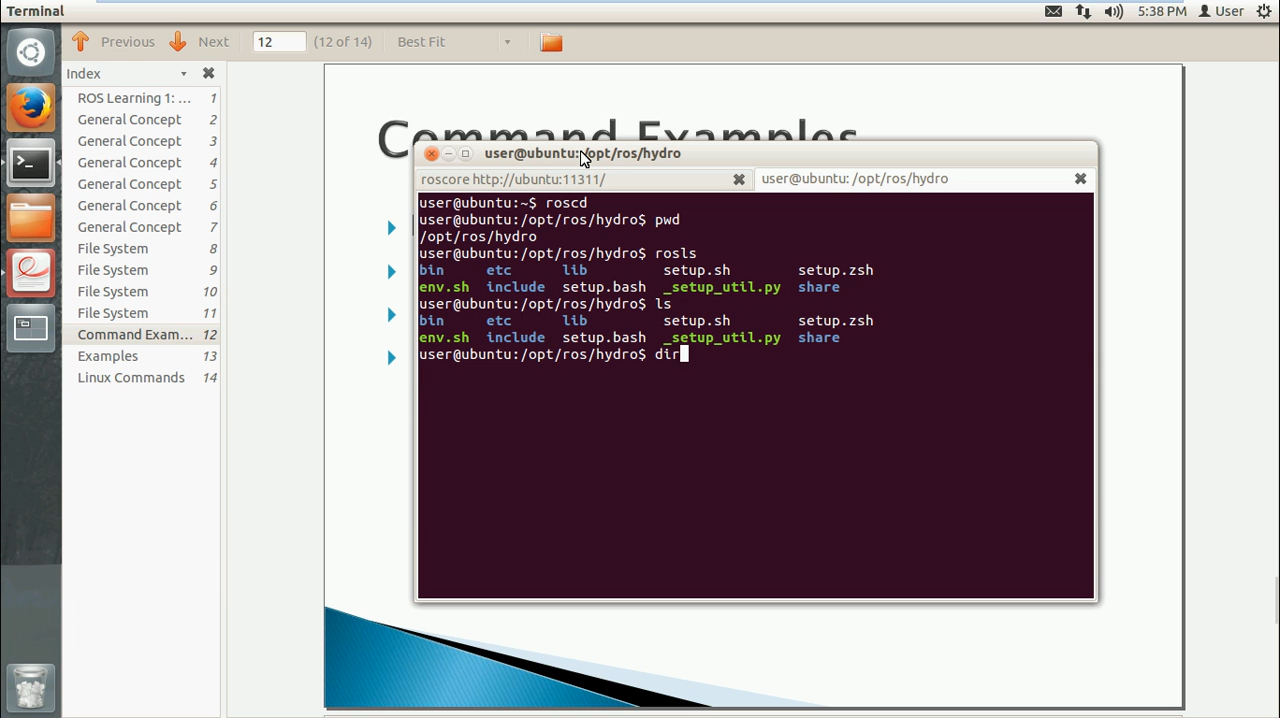 Terminal
5:38 PM User
Previous Next 12 (12 of 14) Best Fit
Index
ROS Learning 1: ... 1
General Concept 2
General Concept 3
General Concept 4
General Concept 5
General Concept 6
General Concept 7
File System 8
File System 9
File System 10
File System 11
Command Exam... 12
Examples 13
Linux Commands 14
Command Examples
user@ubuntu: /opt/ros/hydro
roscore http://ubuntu:11311/ user@ubuntu: /opt/ros/hydro
user@ubuntu:~$ roscd
user@ubuntu:/opt/ros/hydro$ pwd
/opt/ros/hydro
user@ubuntu:/opt/ros/hydro$ rosls
bin etc lib setup.sh setup.zsh
env.sh include setup.bash _setup_util.py share
user@ubuntu:/opt/ros/hydro$ ls
bin etc lib setup.sh setup.zsh
env.sh include setup.bash _setup_util.py share
user@ubuntu:/opt/ros/hydro$ dir